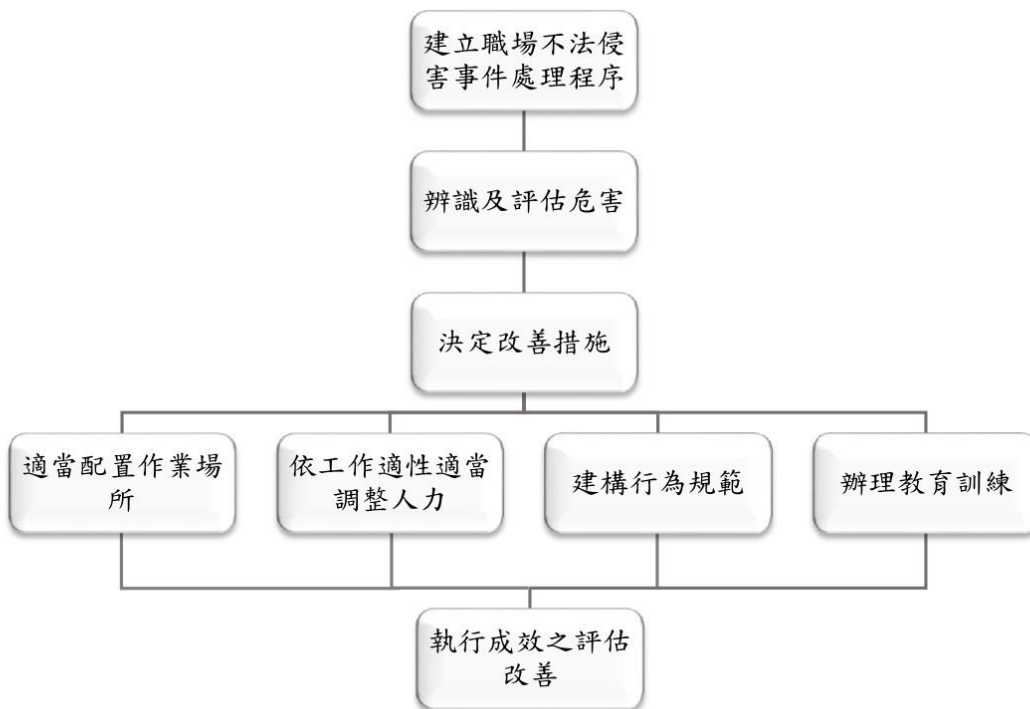 建立職場不法侵
害事件處理程序
辨識及評估危害
決定改善措施
適當配置作業場
所
依工作適性適當
調整人力
建構行為規範
辦理教育訓練
執行成效之評估
改善